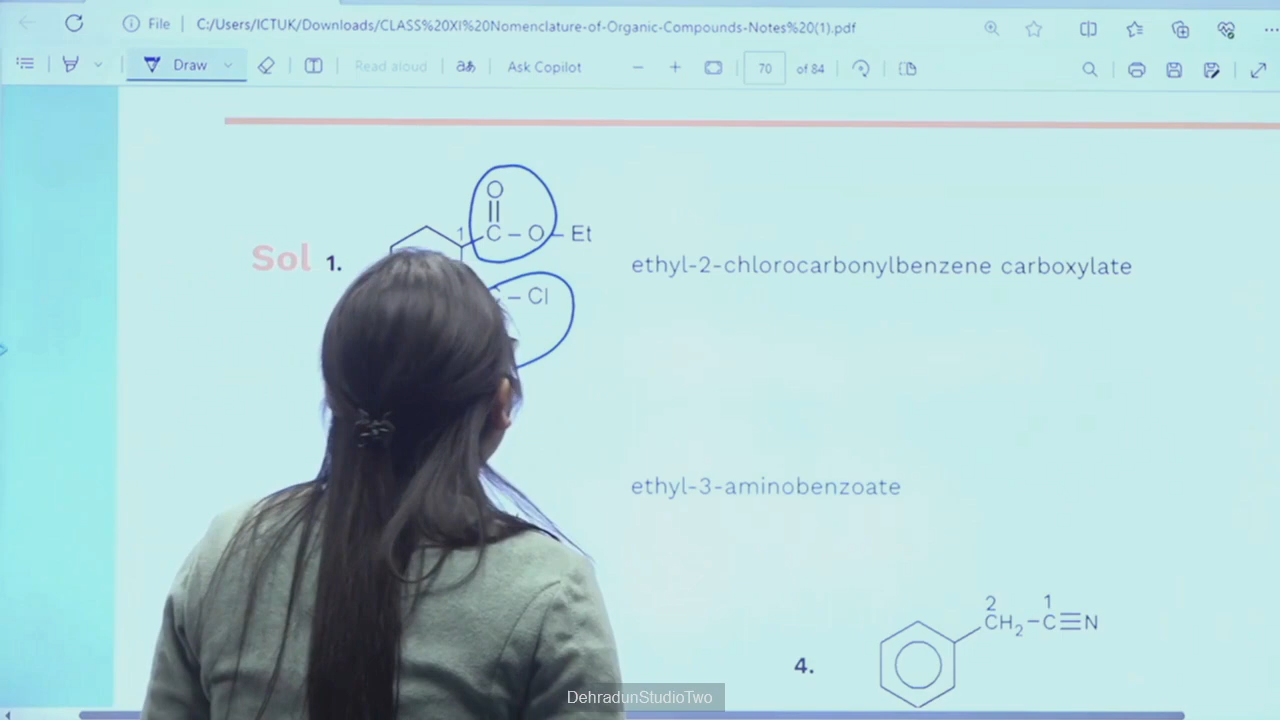 File C:/Users/ICTUK/Downloads/CLASS%20XI%20Nomenclature-of-Organic-Compounds-Notes%20(1).pdf
Draw Read aloud Ask Copilot 70 of 84
O
1 C – O – Et
Sol 1. ethyl-2-chlorocarbonylbenzene carboxylate
– Cl
ethyl-3-aminobenzoate
2 1
CH2–C≡N
4.
DehradunStudioTwo